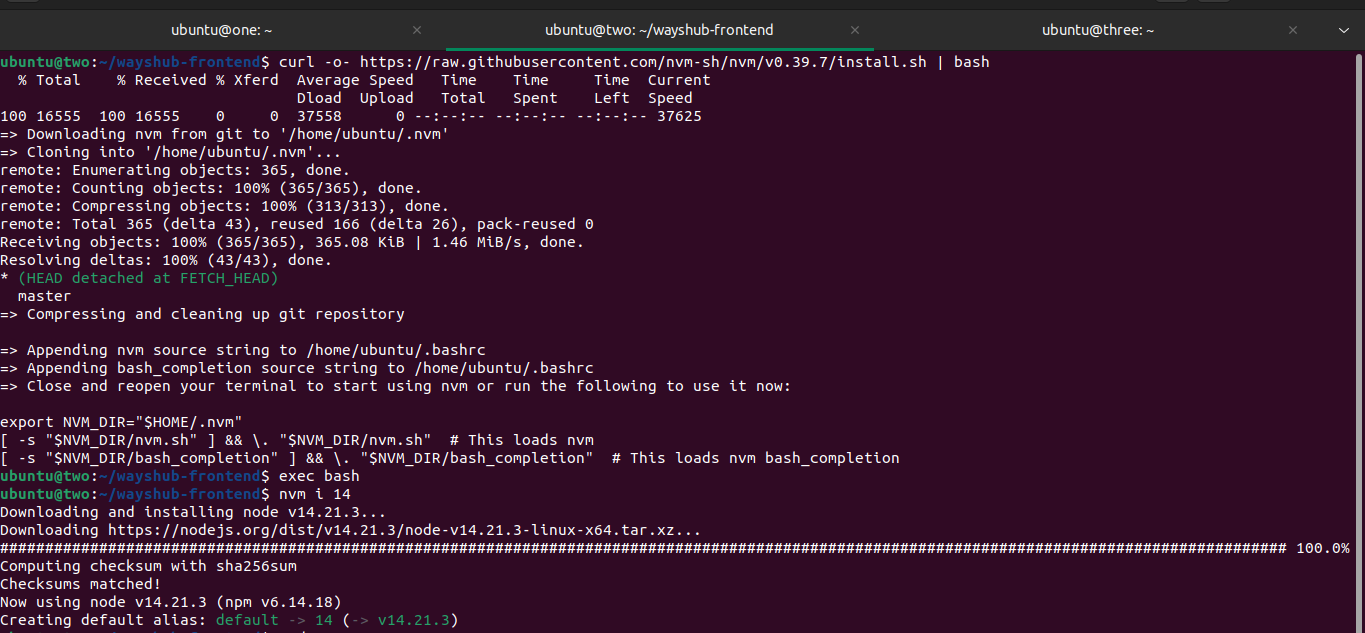 ubuntu@one: ~
ubuntu@two: ~/wayshub-frontend
ubuntu@three: ~
ubuntu@two:~/wayshub-frontend$ curl -o- https://raw.githubusercontent.com/nvm-sh/nvm/v0.39.7/install.sh | bash
  % Total    % Received % Xferd  Average Speed   Time    Time     Time  Current
                                 Dload  Upload   Total   Spent    Left  Speed
100 16555  100 16555    0     0  37558      0 --:--:-- --:--:-- --:--:-- 37625
=> Downloading nvm from git to '/home/ubuntu/.nvm'
=> Cloning into '/home/ubuntu/.nvm'...
remote: Enumerating objects: 365, done.
remote: Counting objects: 100% (365/365), done.
remote: Compressing objects: 100% (313/313), done.
remote: Total 365 (delta 43), reused 166 (delta 26), pack-reused 0
Receiving objects: 100% (365/365), 365.08 KiB | 1.46 MiB/s, done.
Resolving deltas: 100% (43/43), done.
* (HEAD detached at FETCH_HEAD)
  master
=> Compressing and cleaning up git repository
=> Appending nvm source string to /home/ubuntu/.bashrc
=> Appending bash_completion source string to /home/ubuntu/.bashrc
=> Close and reopen your terminal to start using nvm or run the following to use it now:
export NVM_DIR="$HOME/.nvm"
[ -s "$NVM_DIR/nvm.sh" ] && \. "$NVM_DIR/nvm.sh"  # This loads nvm
[ -s "$NVM_DIR/bash_completion" ] && \. "$NVM_DIR/bash_completion"  # This loads nvm bash_completion
ubuntu@two:~/wayshub-frontend$ exec bash
ubuntu@two:~/wayshub-frontend$ nvm i 14
Downloading and installing node v14.21.3...
Downloading https://nodejs.org/dist/v14.21.3/node-v14.21.3-linux-x64.tar.xz...
############################################################################################################################################### 100.0%
Computing checksum with sha256sum
Checksums matched!
Now using node v14.21.3 (npm v6.14.18)
Creating default alias: default -> 14 (-> v14.21.3)